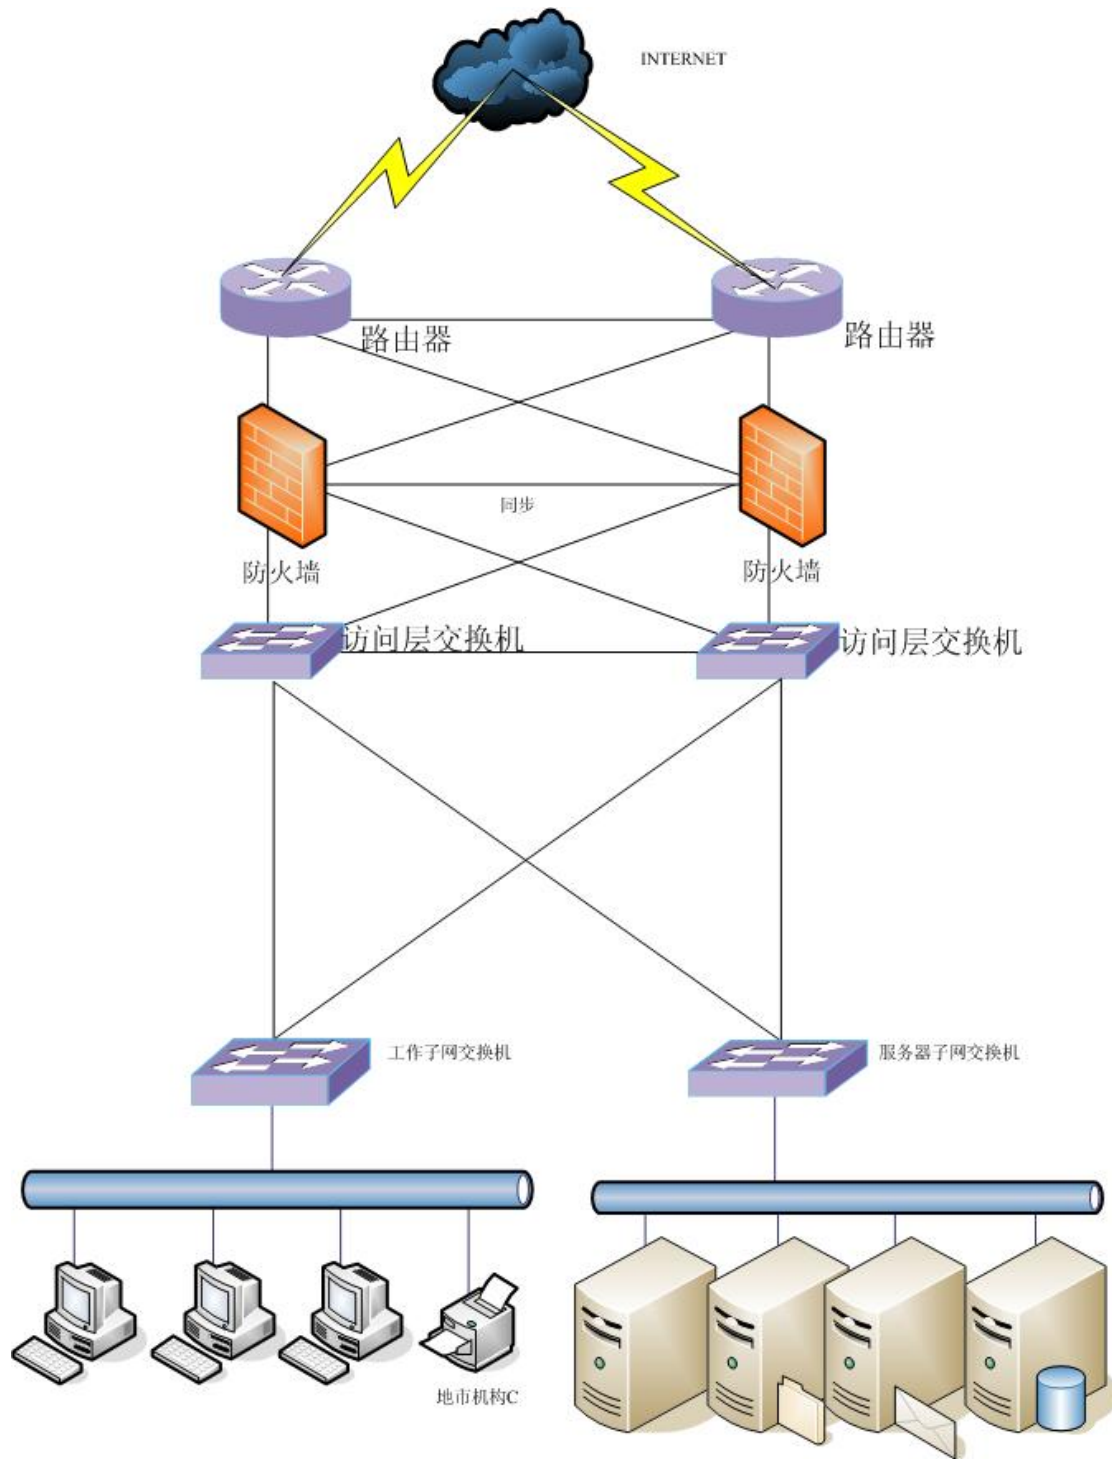 INTERNET
路由器
路由器
同步
防火墙
防火墙
访问层交换机
访问层交换机
工作子网交换机
服务器子网交换机
地市机构C